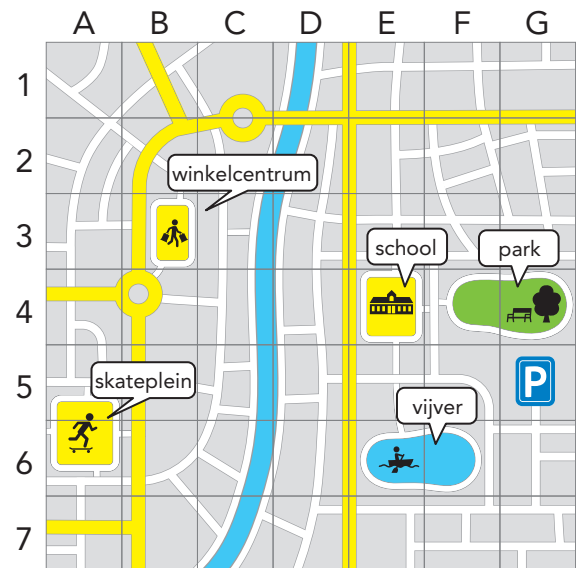 A B C D E F G
1
2
winkelcentrum
3
school
park
4
5
P
skateplein
vijver
6
7